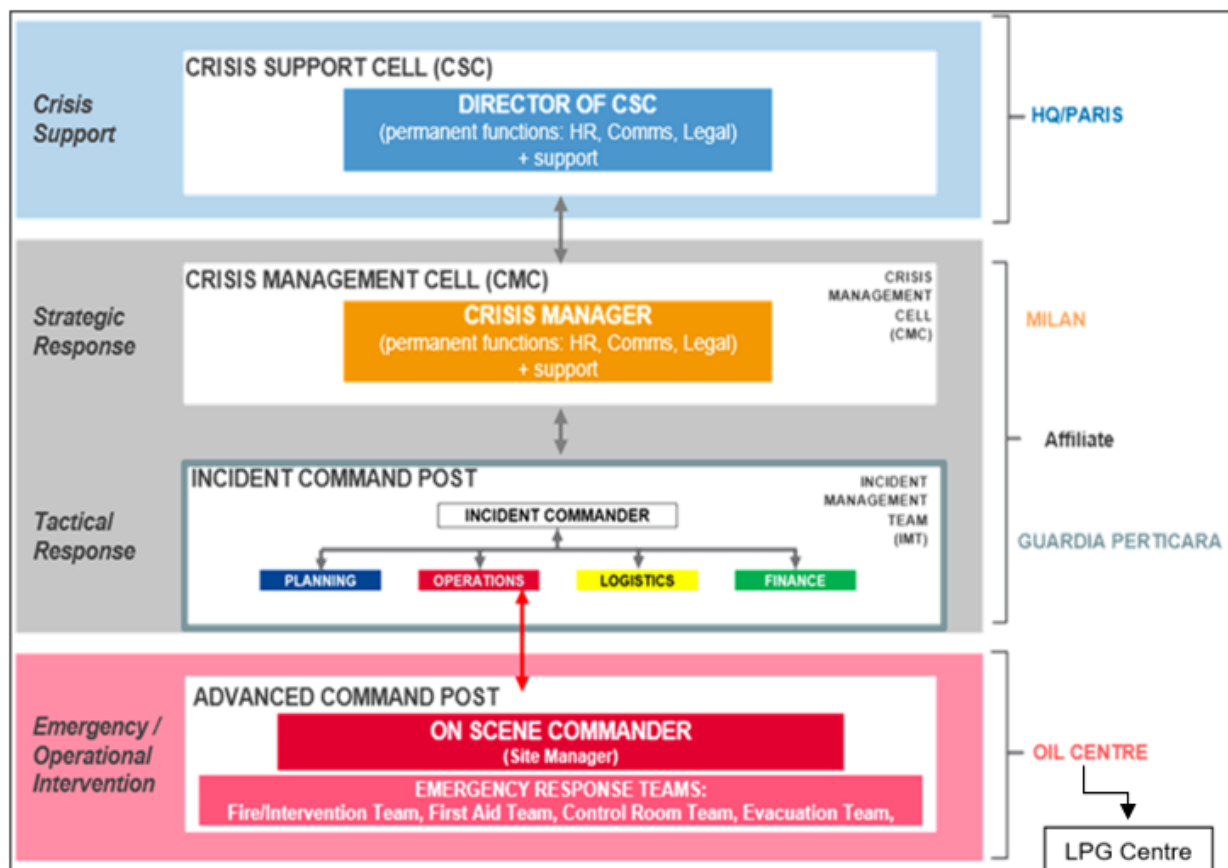 Crisis
Support
CRISIS SUPPORT CELL (CSC)
DIRECTOR OF CSC
(permanent functions: HR, Comms, Legal)
+ support
HQ/PARIS
Strategic
Response
CRISIS MANAGEMENT CELL (CMC)
CRISIS MANAGER
(permanent functions: HR, Comms, Legal)
+ support
CRISIS
MANAGEMENT
CELL
(CMC)
MILAN
Affiliate
Tactical
Response
INCIDENT COMMAND POST
INCIDENT COMMANDER
PLANNING
OPERATIONS
LOGISTICS
FINANCE
INCIDENT
MANAGEMENT
TEAM
(IMT)
GUARDIA PERTICARA
Emergency /
Operational
Intervention
ADVANCED COMMAND POST
ON SCENE COMMANDER
(Site Manager)
EMERGENCY RESPONSE TEAMS:
Fire/Intervention Team, First Aid Team, Control Room Team, Evacuation Team,
OIL CENTRE
LPG Centre